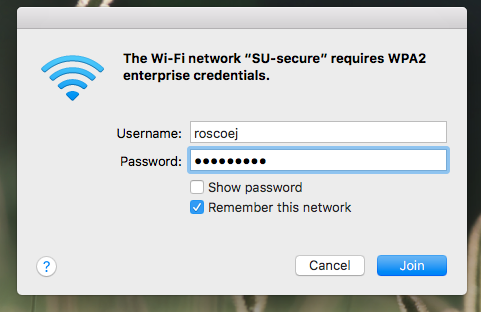 The Wi-Fi network “SU-secure” requires WPA2
enterprise credentials.
Username: roscoej
Password: ●●●●●●●●●
Show password
Remember this network
? Cancel Join